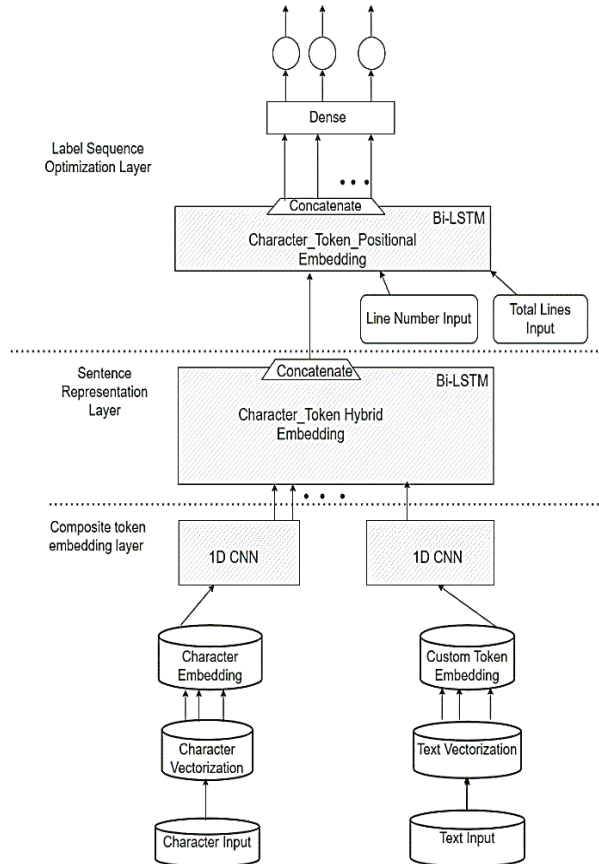 Dense
Label Sequence
Optimization Layer
Concatenate
Bi-LSTM
Character_Token_Positional
Embedding
Line Number Input
Total Lines
Input
Sentence
Representation
Layer
Concatenate
Bi-LSTM
Character_Token Hybrid
Embedding
Composite token
embedding layer
1D CNN
1D CNN
Character
Embedding
Custom Token
Embedding
Character
Vectorization
Text Vectorization
Character Input
Text Input